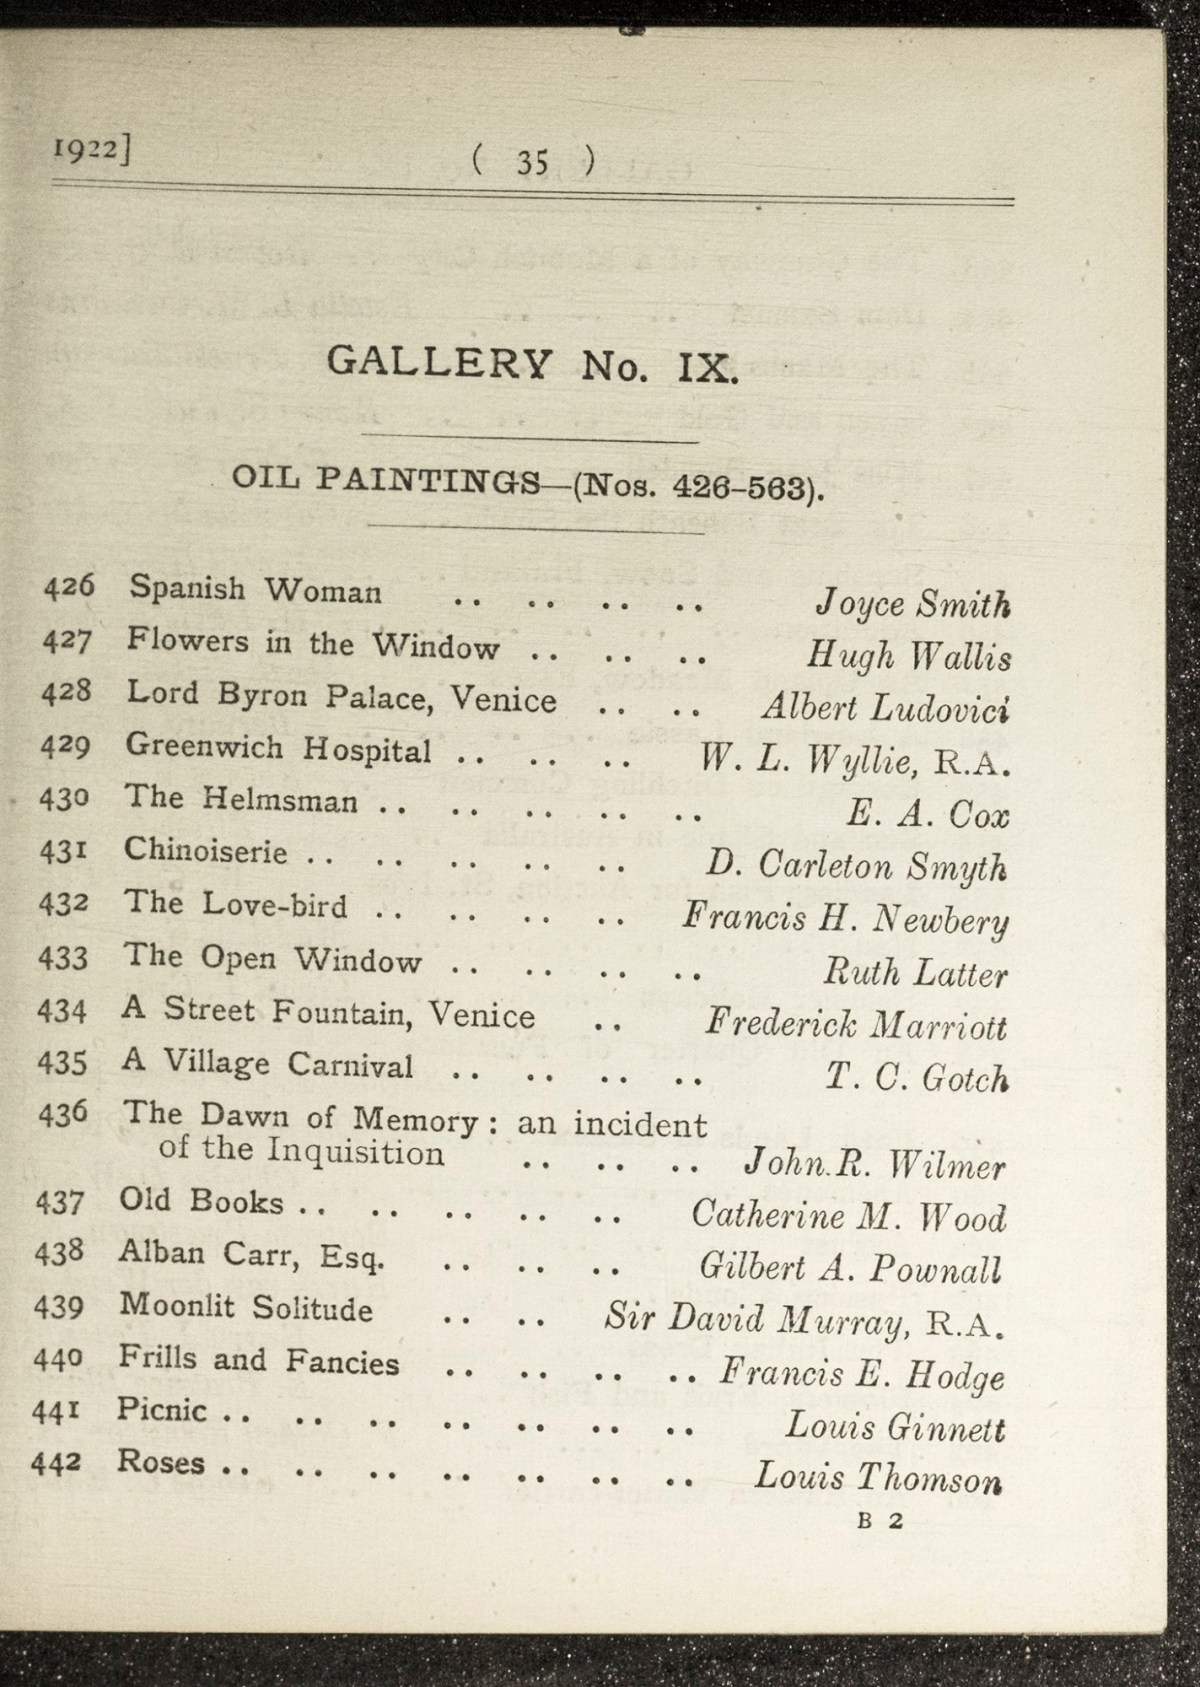 1922]
( 35 )
GALLERY No. IX.
OIL PAINTINGS—(Nos. 426-563).
426 Spanish Woman .. .. .. .. Joyce Smith
427 Flowers in the Window .. .. .. Hugh Wallis
428 Lord Byron Palace, Venice .. .. Albert Ludovici
429 Greenwich Hospital .. .. .. W. L. Wyllie, R.A.
430 The Helmsman .. .. .. .. .. E. A. Cox
431 Chinoiserie .. .. .. .. .. D. Carleton Smyth
432 The Love-bird .. .. .. .. Francis H. Newbery
433 The Open Window .. .. .. .. Ruth Latter
434 A Street Fountain, Venice .. Frederick Marriott
435 A Village Carnival .. .. .. .. T. C. Gotch
436 The Dawn of Memory: an incident
of the Inquisition .. .. .. John.R. Wilmer
437 Old Books .. .. .. .. .. Catherine M. Wood
438 Alban Carr, Esq. .. .. .. Gilbert A. Pownall
439 Moonlit Solitude .. .. Sir David Murray, R.A.
440 Frills and Fancies .. .. .. .. Francis E. Hodge
441 Picnic .. .. .. .. .. .. .. Louis Ginnett
442 Roses .. .. .. .. .. .. .. Louis Thomson
B 2